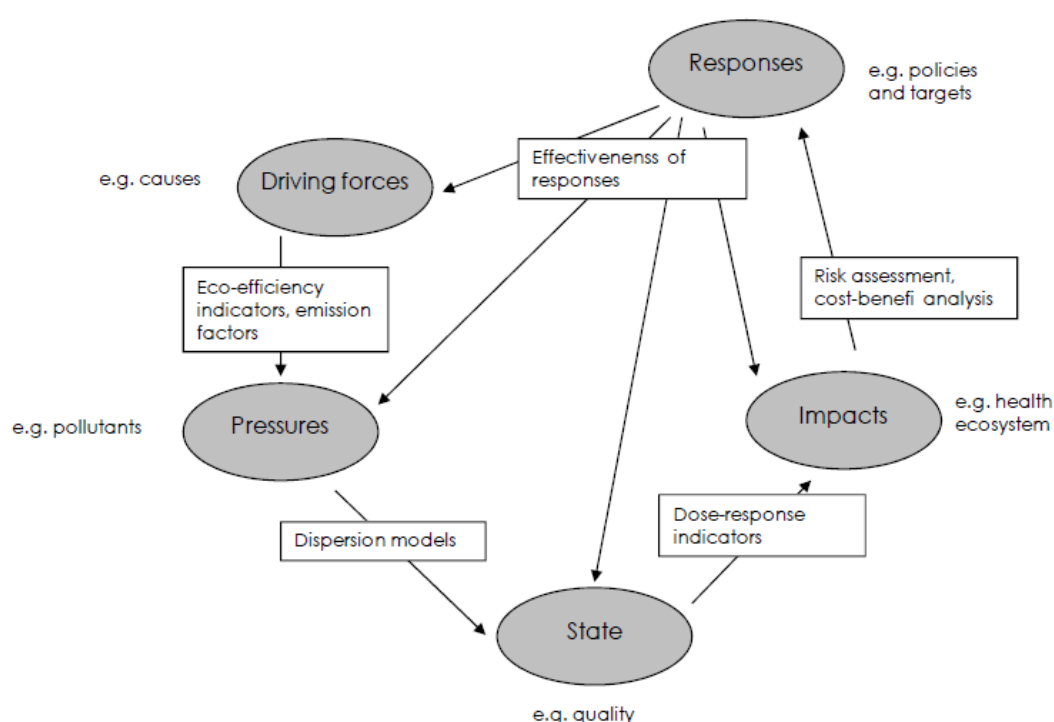 Responses
e.g. policies
and targets
Effectivenenss of
responses
Driving forces
e.g. causes
Eco-efficiency
indicators, emission
factors
Risk assessment,
cost-benefi analysis
Pressures
e.g. pollutants
Impacts
e.g. health
ecosystem
Dispersion models
Dose-response
indicators
State
e.g. quality